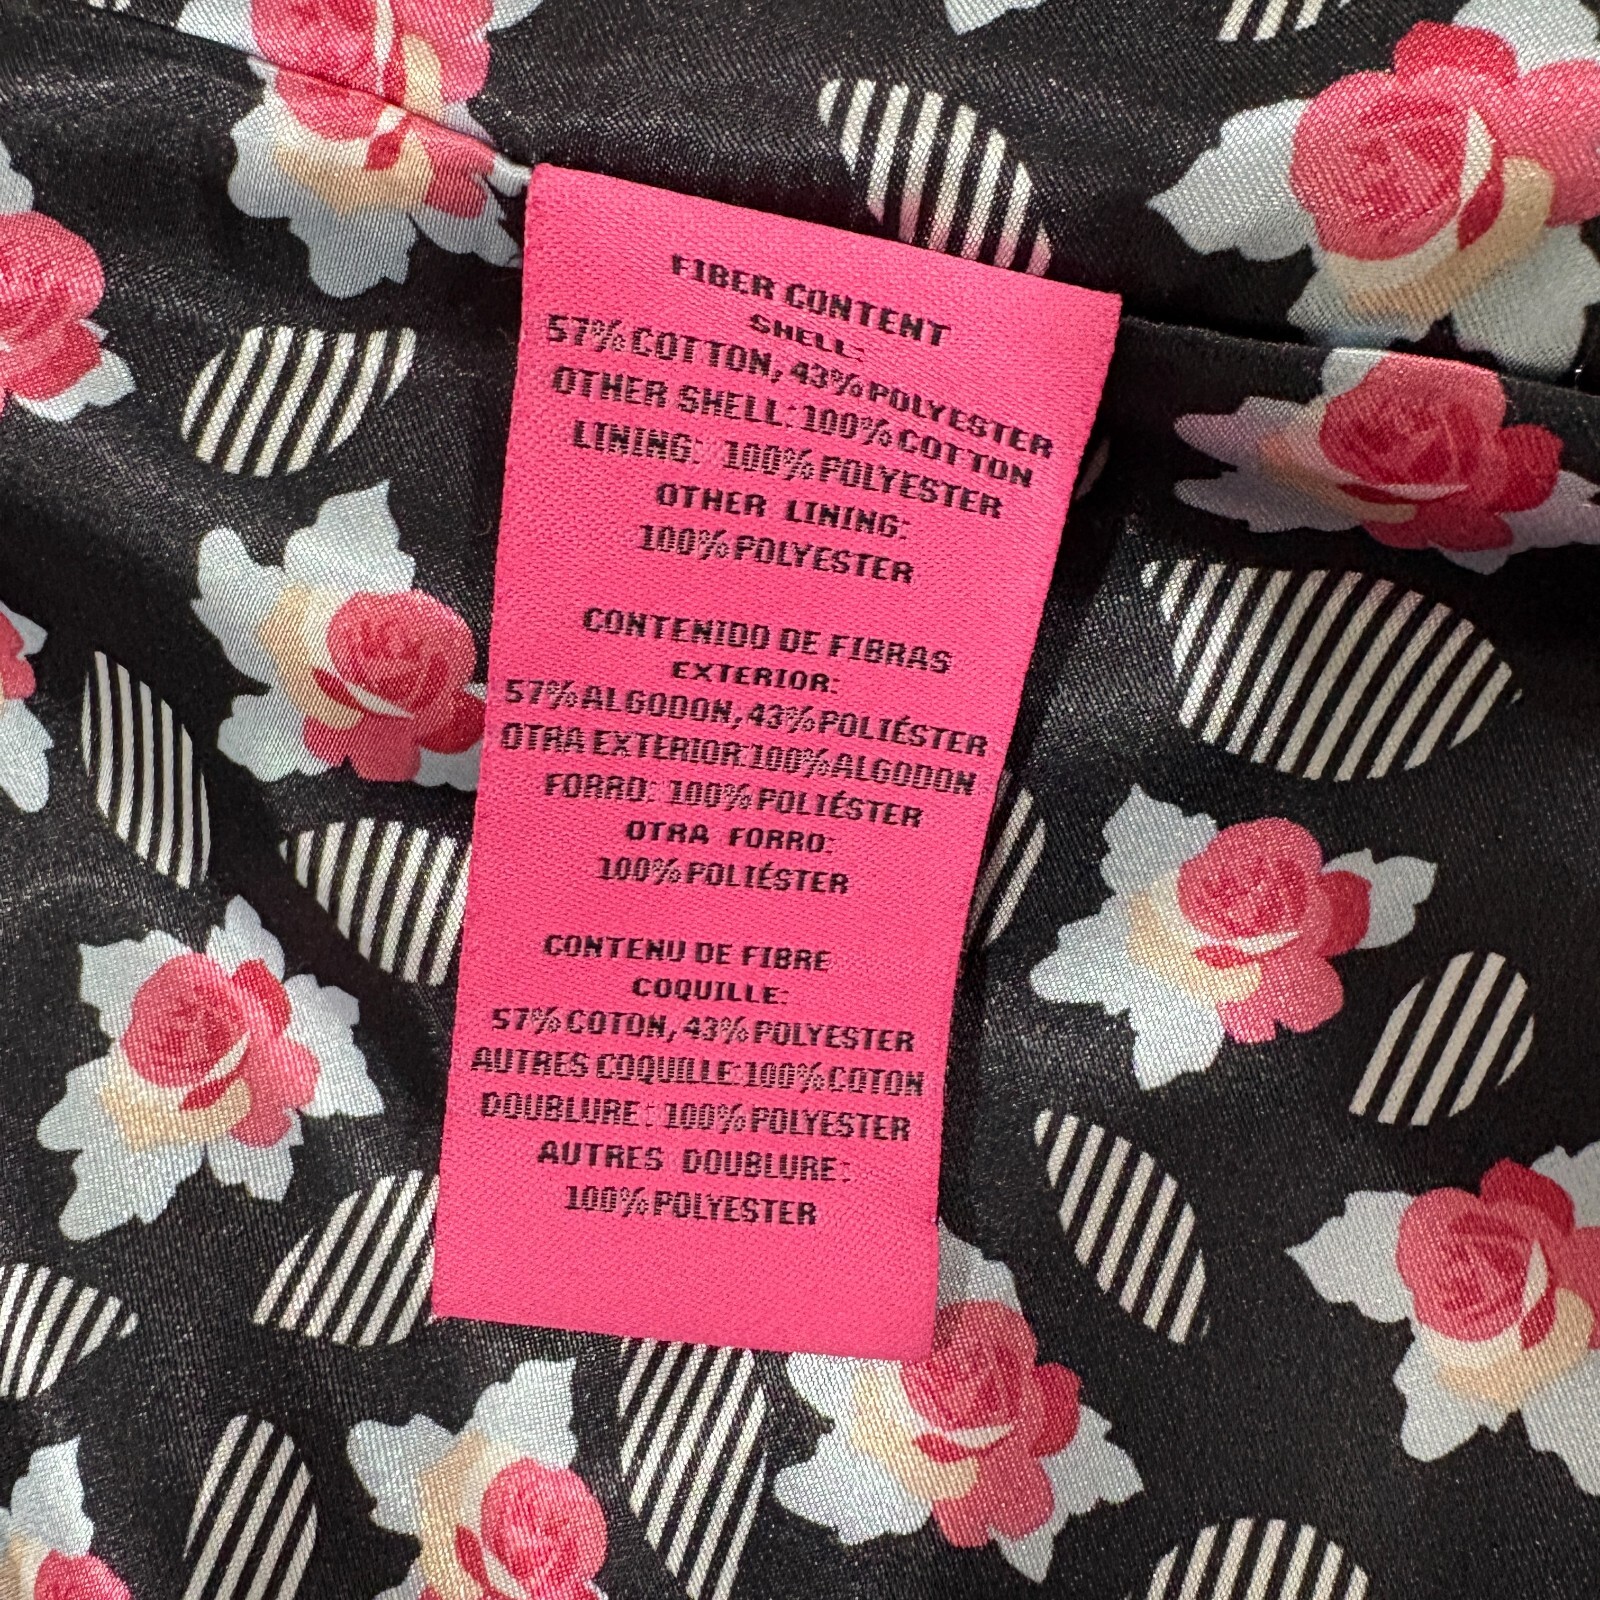 FIBER CONTENT
SHELL:
57% COTTON, 43% POLYESTER
OTHER SHELL: 100% COTTON
LINING: 100% POLYESTER
OTHER LINING:
100% POLYESTER
CONTENIDO DE FIBRAS
EXTERIOR:
57% ALGODON, 43% POLIÉSTER
OTRA EXTERIOR: 100% ALGODON
FORRO: 100% POLIÉSTER
OTRA FORRO:
100% POLIÉSTER
CONTENU DE FIBRE
COQUILLE:
57% COTON, 43% POLYESTER
AUTRES COQUILLE: 100% COTON
DOUBLURE: 100% POLYESTER
AUTRES DOUBLURE:
100% POLYESTER